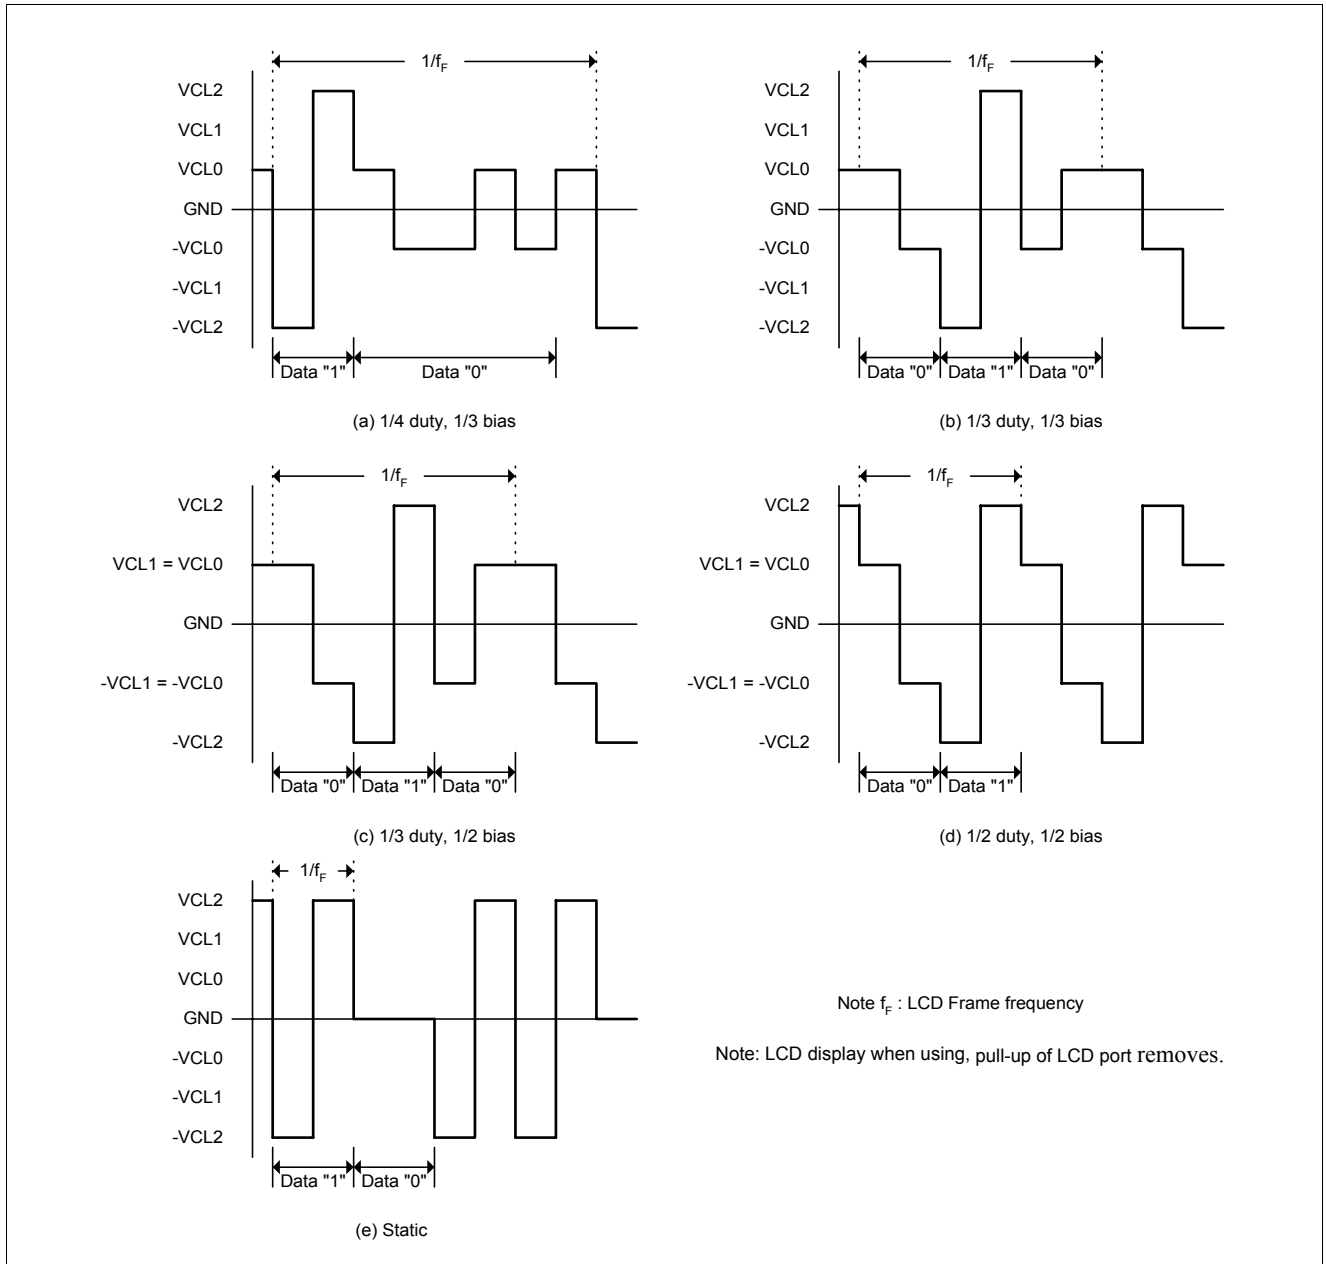 1/fF
VCL2
VCL1
VCL0
GND
-VCL0
-VCL1
-VCL2
Data "1"
Data "0"
(a) 1/4 duty, 1/3 bias
1/fF
VCL2
VCL1
VCL0
GND
-VCL0
-VCL1
-VCL2
Data "0"
Data "1"
Data "0"
(b) 1/3 duty, 1/3 bias
1/fF
VCL2
VCL1 = VCL0
GND
-VCL1 = -VCL0
-VCL2
Data "0"
Data "1"
Data "0"
(c) 1/3 duty, 1/2 bias
1/fF
VCL2
VCL1 = VCL0
GND
-VCL1 = -VCL0
-VCL2
Data "0"
Data "1"
(d) 1/2 duty, 1/2 bias
1/fF
VCL2
VCL1
VCL0
GND
-VCL0
-VCL1
-VCL2
Data "1"
Data "0"
(e) Static
Note fF : LCD Frame frequency
Note: LCD display when using, pull-up of LCD port removes.